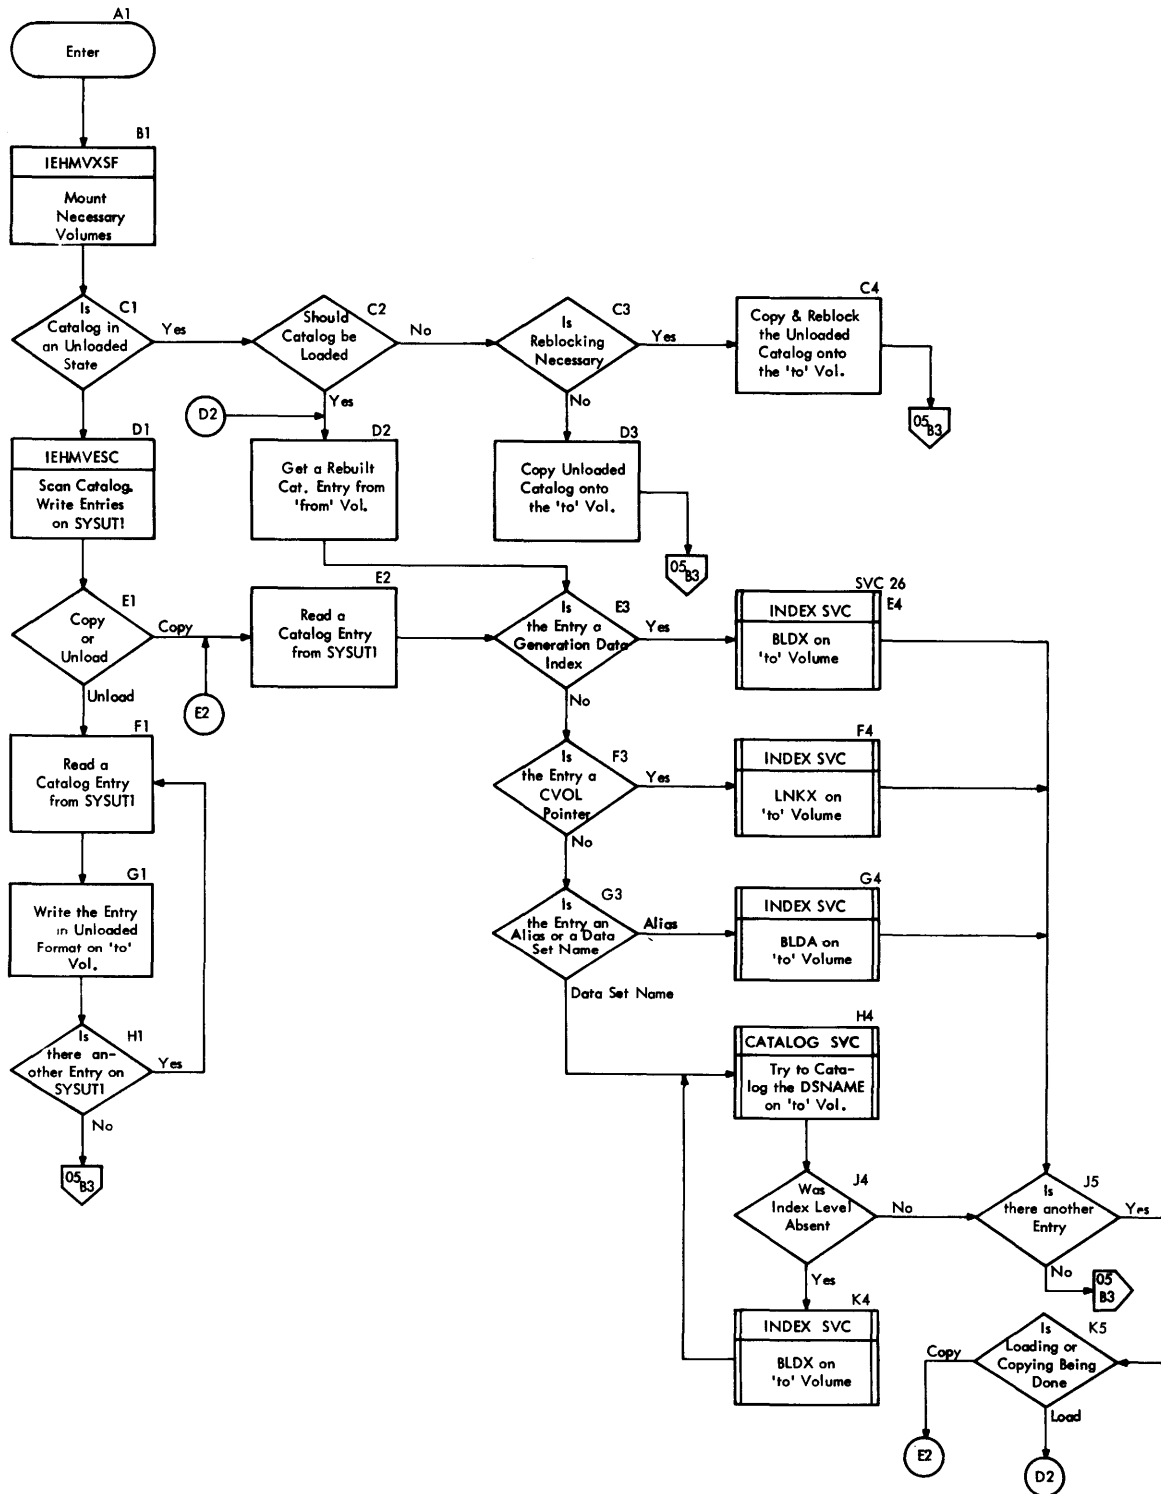 A1
Enter
B1
IEHMVXSF
Mount
Necessary
Volumes
C1
Is
Catalog in
an Unloaded
State
Yes
C2
Should
Catalog be
Loaded
No
Yes
C3
Is
Reblocking
Necessary
Yes
No
C4
Copy & Reblock
the Unloaded
Catalog onto
the 'to' Vol.
05
B3
D2
D1
IEHMVESC
Scan Catalog.
Write Entries
on SYSUT1
D2
Get a Rebuilt
Cat. Entry from
'from' Vol.
D3
Copy Unloaded
Catalog onto
the 'to' Vol.
05
B3
E1
Copy
or
Unload
Copy
Unload
E2
E2
Read a
Catalog Entry
from SYSUT1
E3
Is
the Entry a
Generation Data
Index
Yes
No
SVC 26
E4
INDEX SVC
BLDX on
'to' Volume
F1
Read a
Catalog Entry
from SYSUT1
F3
Is
the Entry a
CVOL
Pointer
Yes
No
F4
INDEX SVC
LNKX on
'to' Volume
G1
Write the Entry
in Unloaded
Format on 'to'
Vol.
G3
Is
the Entry an
Alias or a Data
Set Name
Alias
Data Set Name
G4
INDEX SVC
BLDA on
'to' Volume
H1
Is
there an-
other Entry on
SYSUT1
Yes
No
05
B3
H4
CATALOG SVC
Try to Cata-
log the DSNAME
on 'to' Vol.
J4
Was
Index Level
Absent
No
Yes
J5
Is
there another
Entry
Yes
No
05
B3
K4
INDEX SVC
BLDX on
'to' Volume
K5
Is
Loading or
Copying Being
Done
Copy
Load
E2
D2